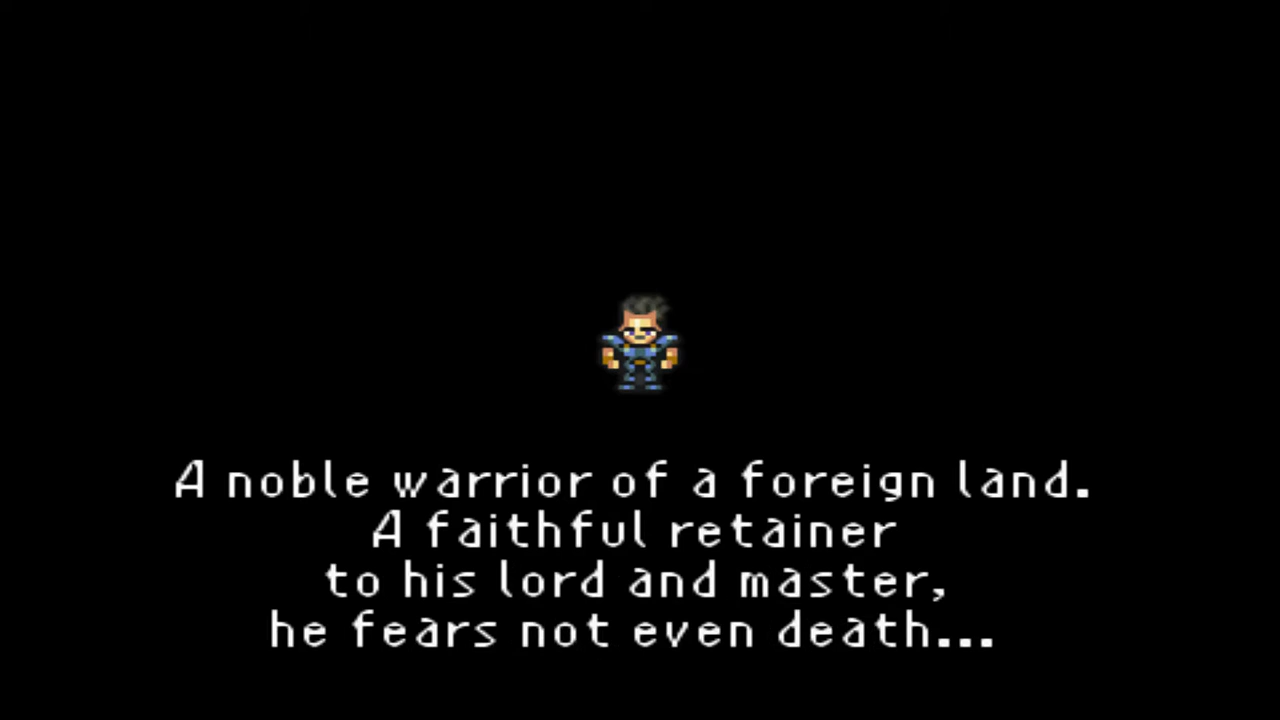 A noble warrior of a foreign land.
A faithful retainer
to his lord and master,
he fears not even death...